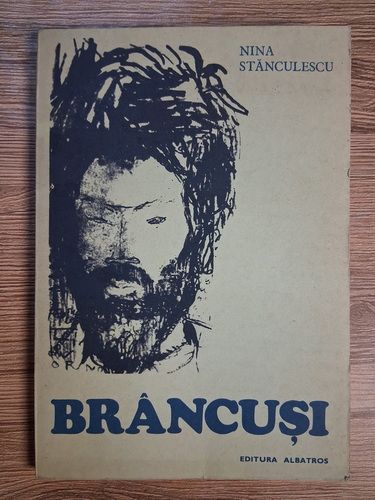 NINA
STĂNCULESCU
BRÂNCUȘI
EDITURA ALBATROS